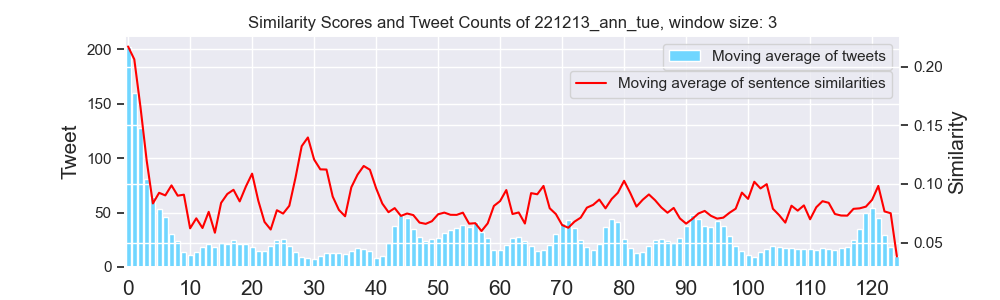 Similarity Scores and Tweet Counts of 221213_ann_tue, window size: 3
Moving average of tweets
Moving average of sentence similarities
Tweet
Similarity
200
150
100
50
0
0.20
0.15
0.10
0.05
0 10 20 30 40 50 60 70 80 90 100 110 120